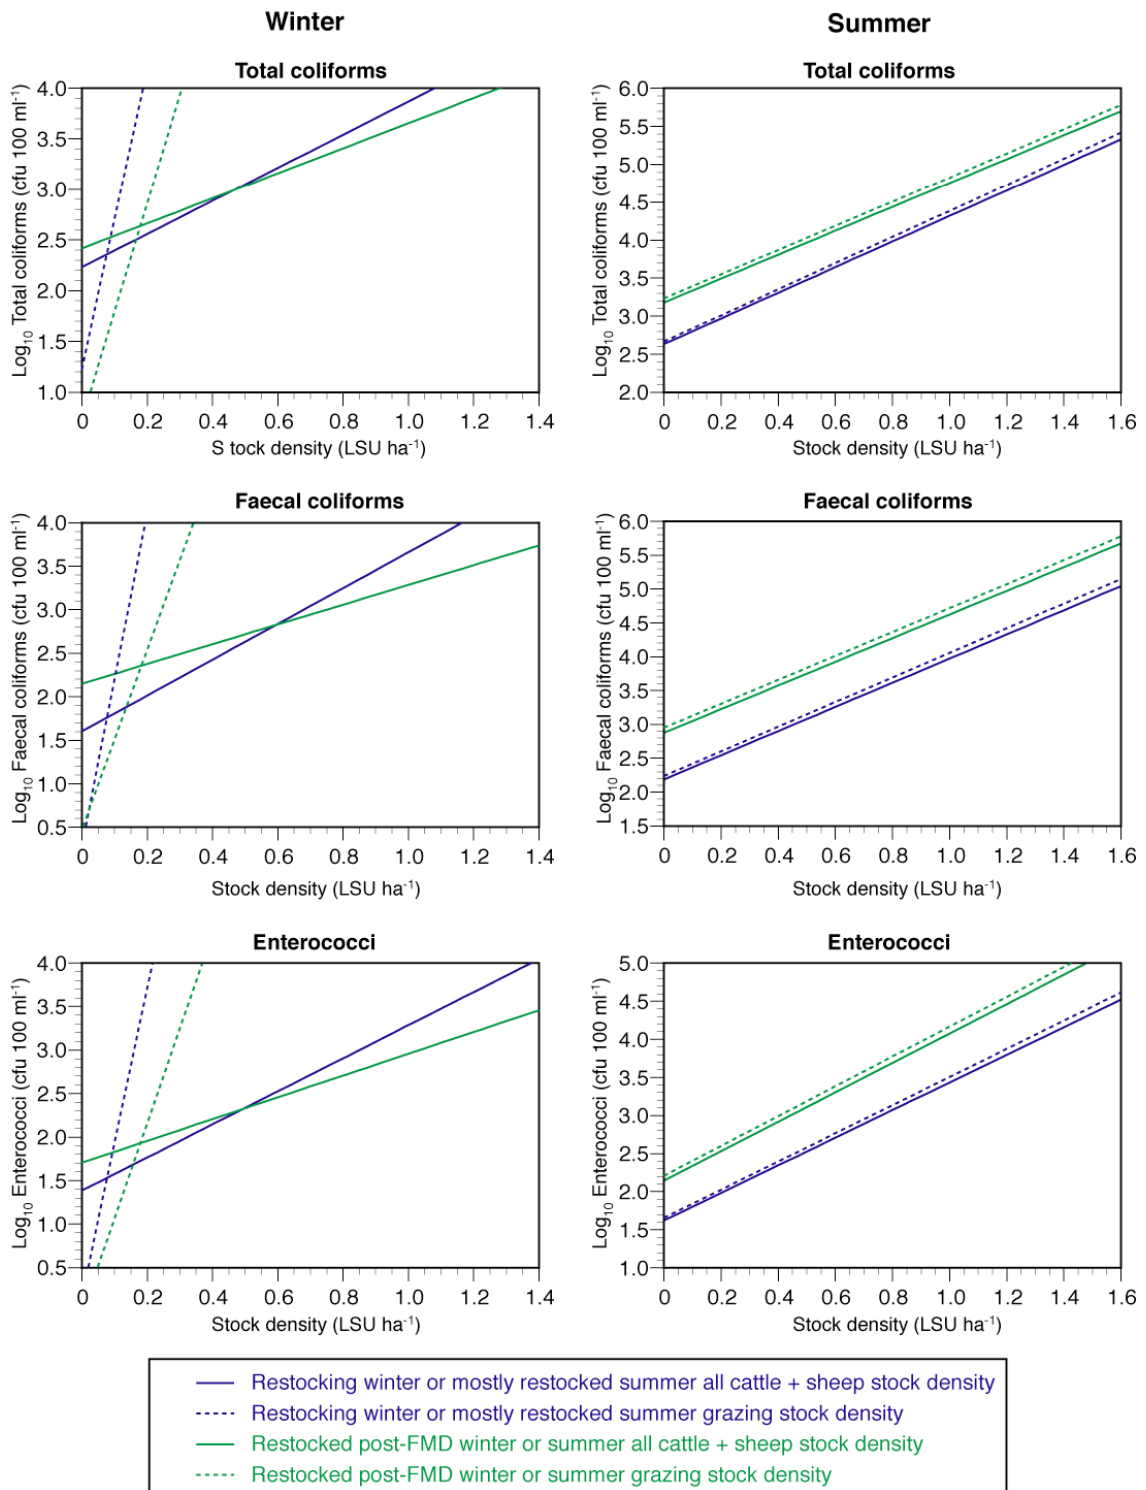 Winter
Summer
Total coliforms
Total coliforms
Log10 Total coliforms (cfu 100 ml-1)
4.0
3.5
3.0
2.5
2.0
1.5
1.0
0 0.2 0.4 0.6 0.8 1.0 1.2 1.4
S tock density (LSU ha-1)
Log10 Total coliforms (cfu 100 ml-1)
6.0
5.5
5.0
4.5
4.0
3.5
3.0
2.5
2.0
0 0.2 0.4 0.6 0.8 1.0 1.2 1.4 1.6
Stock density (LSU ha-1)
Faecal coliforms
Faecal coliforms
Log10 Faecal coliforms (cfu 100 ml-1)
4.0
3.5
3.0
2.5
2.0
1.5
1.0
0.5
0 0.2 0.4 0.6 0.8 1.0 1.2 1.4
Stock density (LSU ha-1)
Log10 Faecal coliforms (cfu 100 ml-1)
6.0
5.5
5.0
4.5
4.0
3.5
3.0
2.5
2.0
1.5
0 0.2 0.4 0.6 0.8 1.0 1.2 1.4 1.6
Stock density (LSU ha-1)
Enterococci
Enterococci
Log10 Enterococci (cfu 100 ml-1)
4.0
3.5
3.0
2.5
2.0
1.5
1.0
0.5
0 0.2 0.4 0.6 0.8 1.0 1.2 1.4
Stock density (LSU ha-1)
Log10 Enterococci (cfu 100 ml-1)
5.0
4.5
4.0
3.5
3.0
2.5
2.0
1.5
1.0
0 0.2 0.4 0.6 0.8 1.0 1.2 1.4 1.6
Stock density (LSU ha-1)
Restocking winter or mostly restocked summer all cattle + sheep stock density
Restocking winter or mostly restocked summer grazing stock density
Restocked post-FMD winter or summer all cattle + sheep stock density
Restocked post-FMD winter or summer grazing stock density